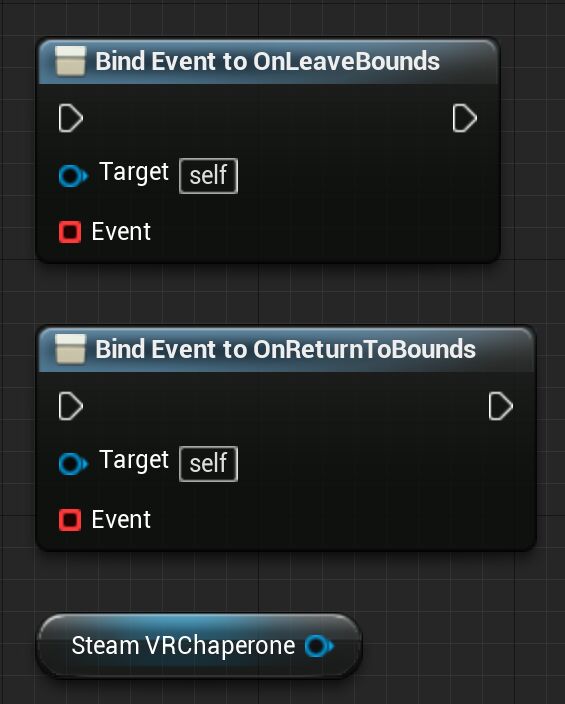 Bind Event to OnLeaveBounds
Target self
Event
Bind Event to OnReturnToBounds
Target self
Event
Steam VRChaperone